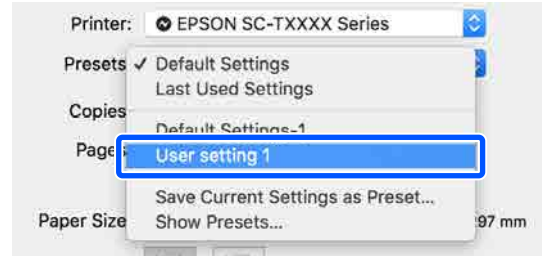 Printer: EPSON SC-TXXXX Series
Presets ✓ Default Settings
Last Used Settings
Copies
Default Settings-1
Pages
User setting 1
Save Current Settings as Preset...
Paper Size Show Presets... 97 mm